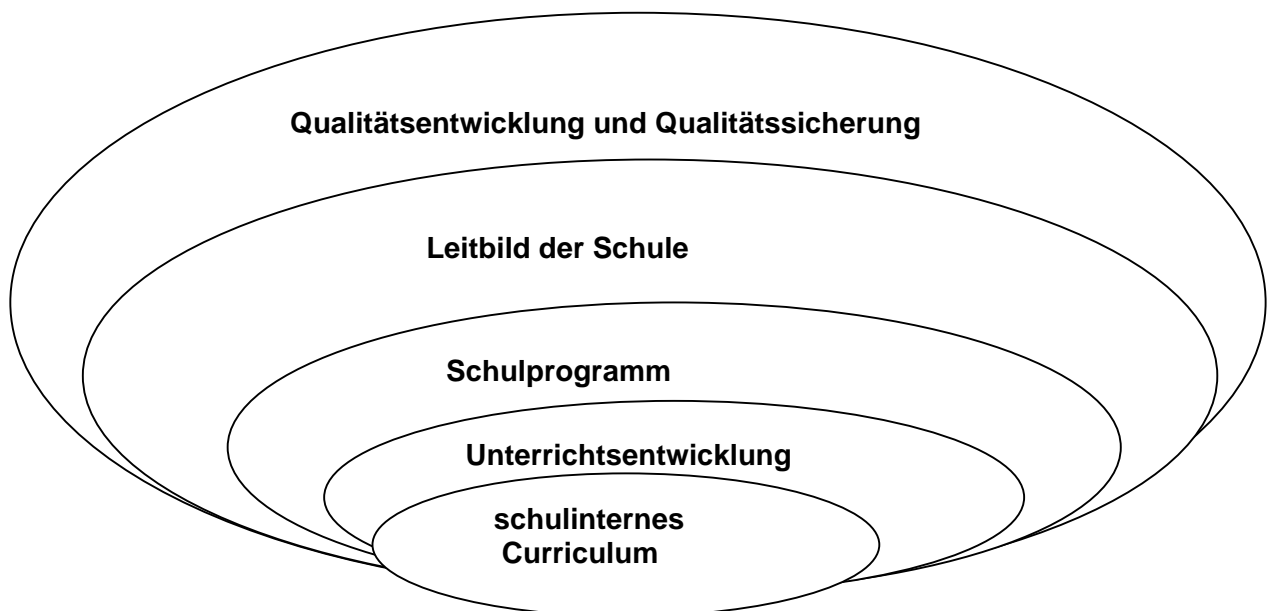 Qualitätsentwicklung und Qualitätssicherung
Leitbild der Schule
Schulprogramm
Unterrichtsentwicklung
schulinternes
Curriculum